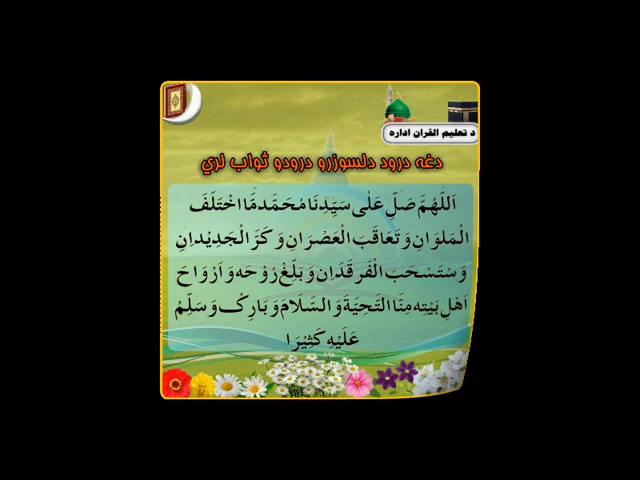 د تعلیم القرآن اداره
دغه درود دلسوزرو درودو ثواب لري
اَللّٰهُمَّ صَلِّ عَلٰى سَيِّدِنَا مُحَمَّدٍ مَّا اخْتَلَفَ
الْمَلَوَانِ وَ تَعَاقَبَ الْعَصْرَانِ وَ كَرَّ الْجَدِيْدَانِ
وَ سْتَسْحَبَ الْفَرْقَدَانِ وَ بَلِّغْ رُوْحَه وَ اَرْوَاحَ
اَهْلِ بَيْتِه مِنَّا التَّحِيَّةَ وَ السَّلَامَ وَ بَارِكْ وَ سَلِّمْ
عَلَيْهِ كَثِيْرَا